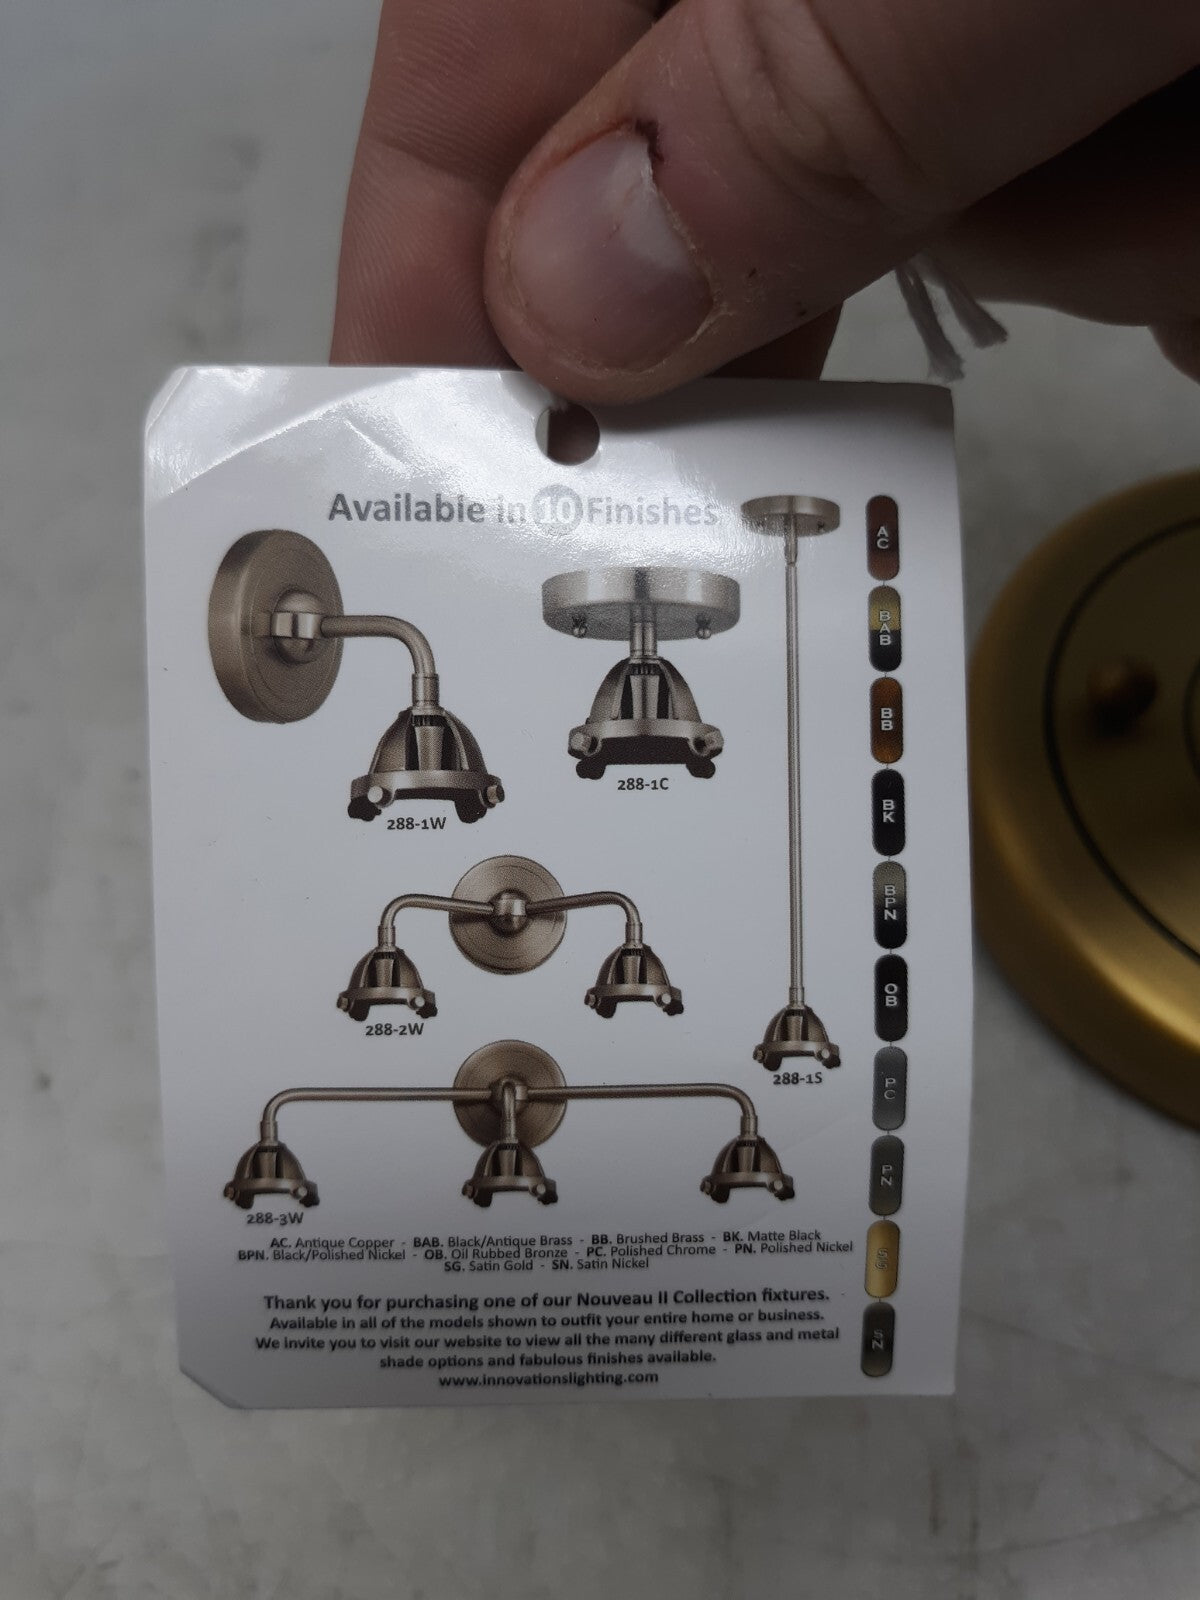 Available in 10 Finishes
288-1W
288-1C
288-2W
288-1S
288-3W
AC
BAB
BB
BK
BPN
OB
PC
PN
SG
SN
AC. Antique Copper - BAB. Black/Antique Brass - BB. Brushed Brass - BK. Matte Black
BPN. Black/Polished Nickel - OB. Oil Rubbed Bronze - PC. Polished Chrome - PN. Polished Nickel
SG. Satin Gold - SN. Satin Nickel
Thank you for purchasing one of our Nouveau II Collection fixtures.
Available in all of the models shown to outfit your entire home or business.
We invite you to visit our website to view all the many different glass and metal
shade options and fabulous finishes available.
www.innovationslighting.com